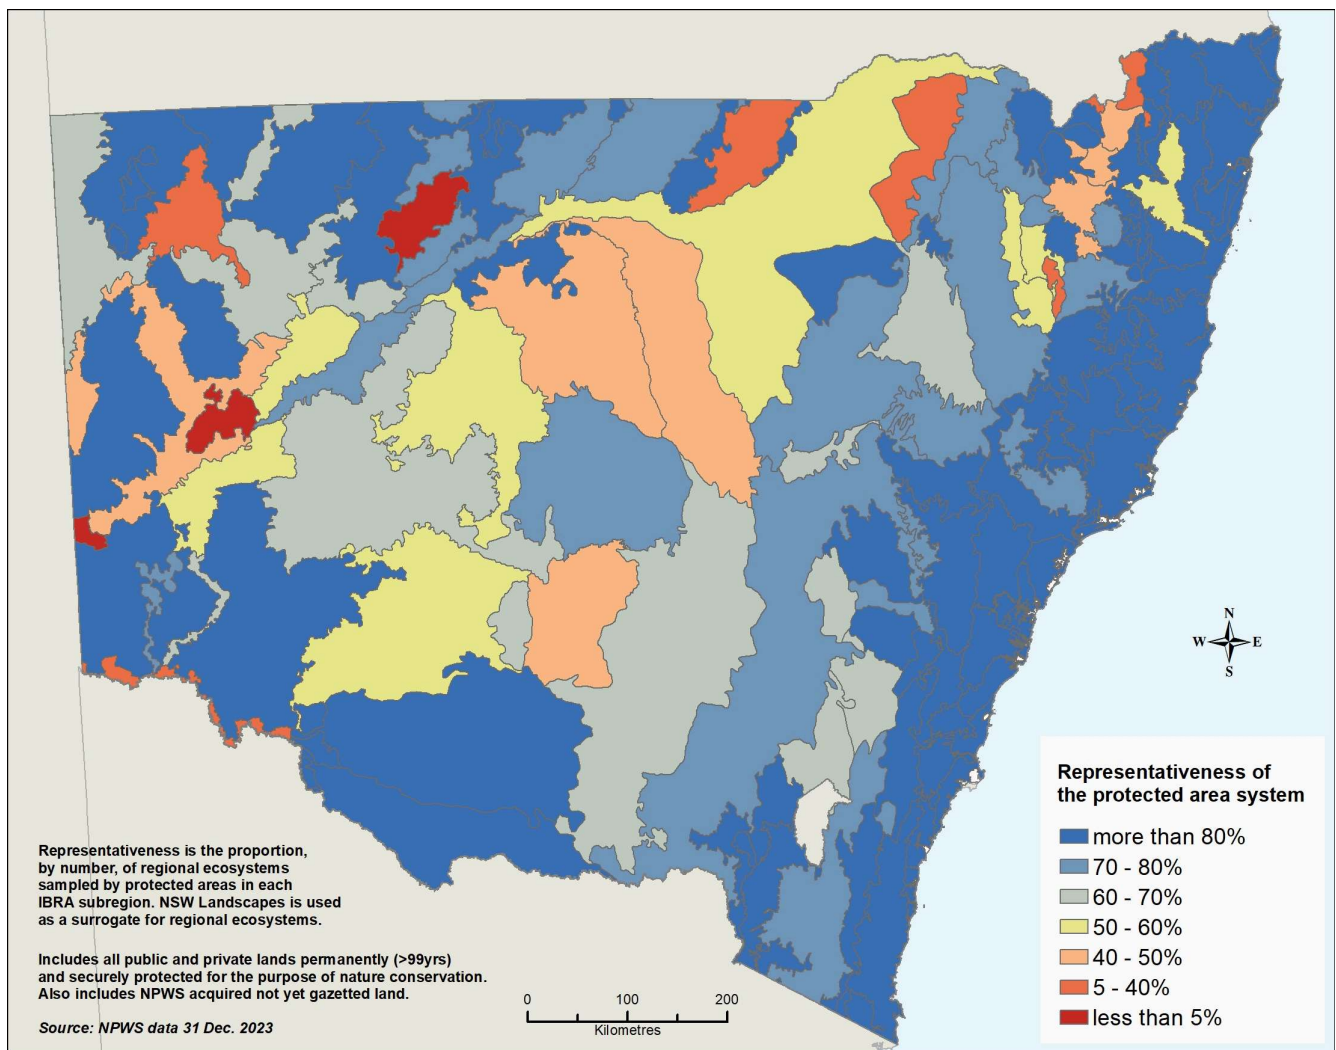 N
W E
S
Representativeness of
the protected area system
more than 80%
70 - 80%
60 - 70%
50 - 60%
40 - 50%
5 - 40%
less than 5%
Representativeness is the proportion,
by number, of regional ecosystems
sampled by protected areas in each
IBRA subregion. NSW Landscapes is used
as a surrogate for regional ecosystems.
Includes all public and private lands permanently (>99yrs)
and securely protected for the purpose of nature conservation.
Also includes NPWS acquired not yet gazetted land.
Source: NPWS data 31 Dec. 2023
0 100 200
Kilometres